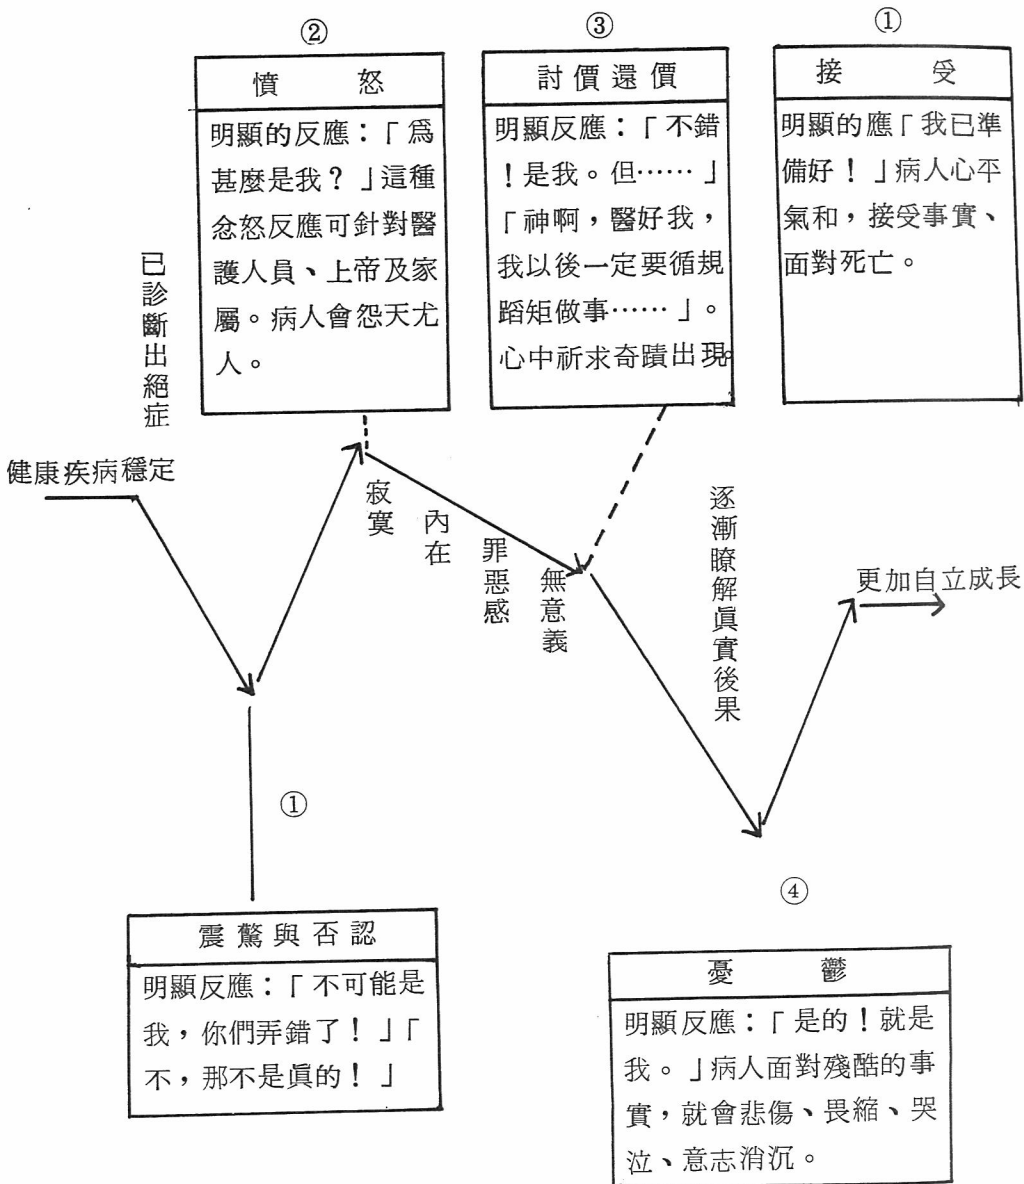 ②
憤怒
明顯的反應：「爲
甚麼是我？」這種
忿怒反應可針對醫
護人員、上帝及家
屬。病人會怨天尤
人。
③
討價還價
明顯反應：「不錯
！是我。但……」
「神啊，醫好我，
我以後一定要循規
蹈矩做事……」。
心中祈求奇蹟出現。
①
接受
明顯的應「我已準
備好！」病人心平
氣和，接受事實、
面對死亡。
已診斷出絕症
健康疾病穩定
寂寞
內在
罪惡感
無意義
逐漸瞭解眞實後果
更加自立成長
①
震驚與否認
明顯反應：「不可能是
我，你們弄錯了！」「
不，那不是眞的！」
④
憂鬱
明顯反應：「是的！就是
我。」病人面對殘酷的事
實，就會悲傷、畏縮、哭
泣、意志消沉。